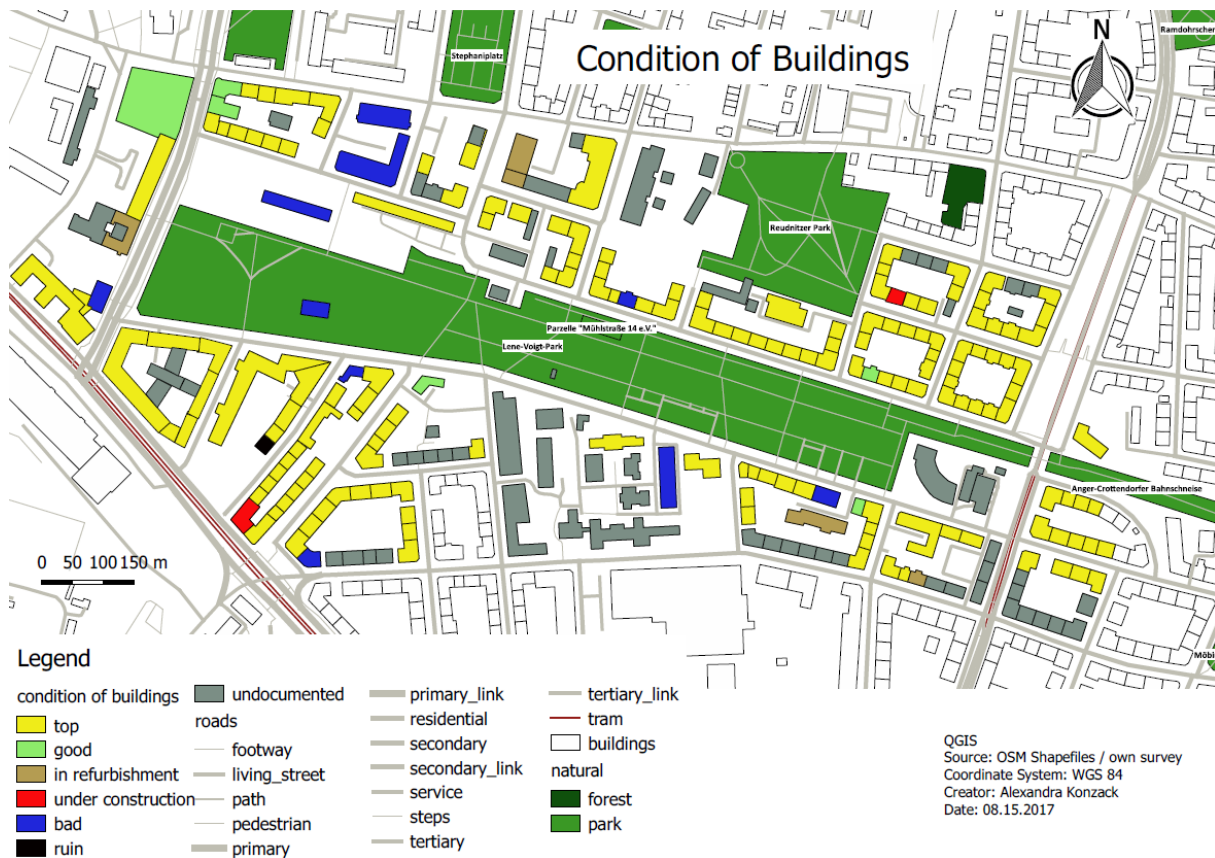 Condition of Buildings
N
Stephaniplatz
Reudnitzer Park
Parzelle "Mühlstraße 14 e.V."
Lene-Voigt-Park
Anger-Crottendorfer Bahnschneise
0 50 100 150 m
Legend
condition of buildings
top
good
in refurbishment
under construction
bad
ruin
undocumented
roads
footway
living_street
path
pedestrian
primary
primary_link
residential
secondary
secondary_link
service
steps
tertiary
tertiary_link
tram
buildings
natural
forest
park
QGIS
Source: OSM Shapefiles / own survey
Coordinate System: WGS 84
Creator: Alexandra Konzack
Date: 08.15.2017